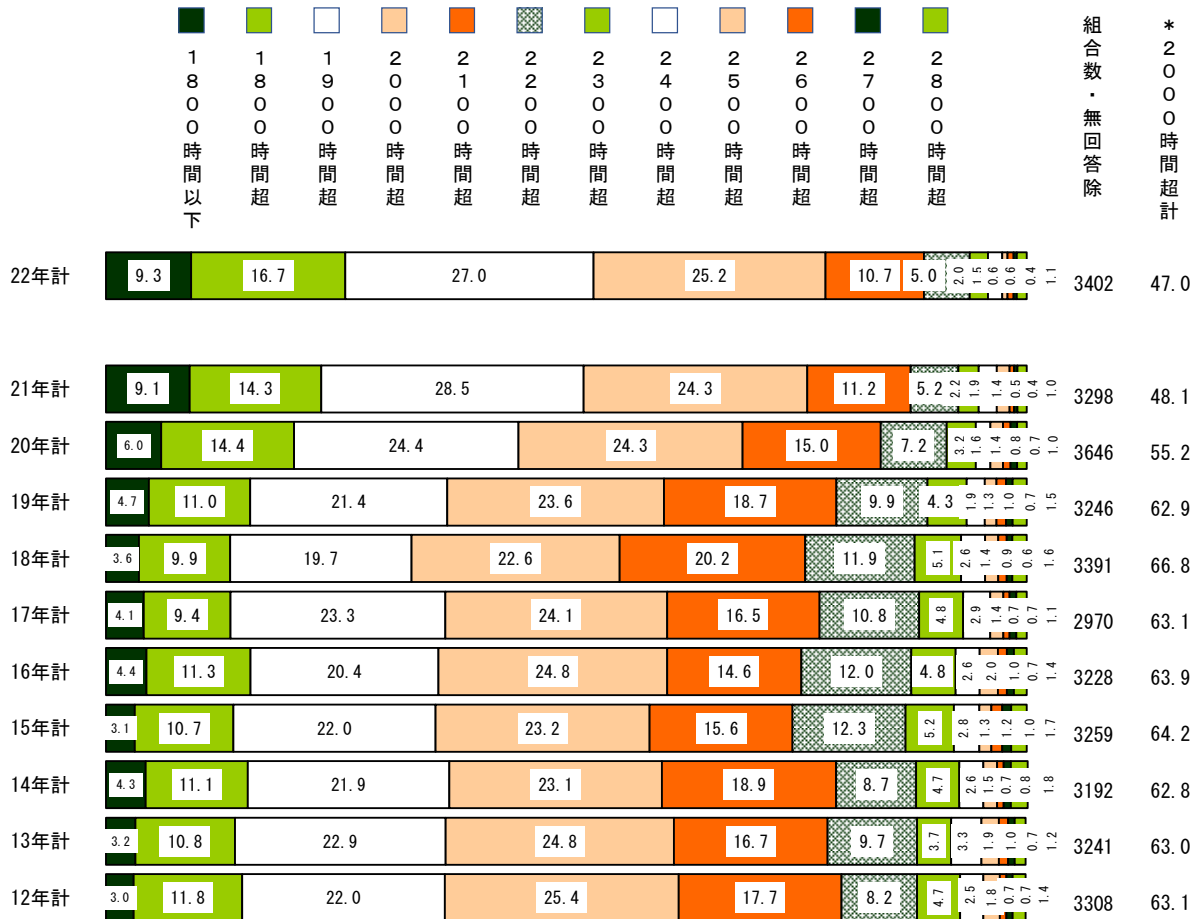 1800時間以下
1800時間超
1900時間超
2000時間超
2100時間超
2200時間超
2300時間超
2400時間超
2500時間超
2600時間超
2700時間超
2800時間超
組合数・無回答除
*2000時間超計
22年計 9.3 16.7 27.0 25.2 10.7 5.0 2.0 1.5 0.6 0.6 0.4 1.1 3402 47.0
21年計 9.1 14.3 28.5 24.3 11.2 5.2 2.2 1.9 1.4 0.5 0.4 1.0 3298 48.1
20年計 6.0 14.4 24.4 24.3 15.0 7.2 3.2 1.6 1.4 0.8 0.7 1.0 3646 55.2
19年計 4.7 11.0 21.4 23.6 18.7 9.9 4.3 1.9 1.3 1.0 0.7 1.5 3246 62.9
18年計 3.6 9.9 19.7 22.6 20.2 11.9 5.1 2.6 1.4 0.9 0.6 1.6 3391 66.8
17年計 4.1 9.4 23.3 24.1 16.5 10.8 4.8 2.9 1.4 0.7 0.7 1.1 2970 63.1
16年計 4.4 11.3 20.4 24.8 14.6 12.0 4.8 2.6 2.0 1.0 0.7 1.4 3228 63.9
15年計 3.1 10.7 22.0 23.2 15.6 12.3 5.2 2.8 1.3 1.2 1.0 1.7 3259 64.2
14年計 4.3 11.1 21.9 23.1 18.9 8.7 4.7 2.6 1.5 0.7 0.8 1.8 3192 62.8
13年計 3.2 10.8 22.9 24.8 16.7 9.7 3.7 3.3 1.9 1.0 0.7 1.2 3241 63.0
12年計 3.0 11.8 22.0 25.4 17.7 8.2 4.7 2.5 1.8 0.7 0.7 1.4 3308 63.1